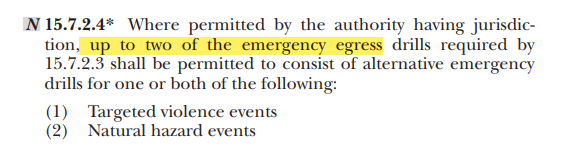 N 15.7.2.4* Where permitted by the authority having jurisdic-
tion, up to two of the emergency egress drills required by
15.7.2.3 shall be permitted to consist of alternative emergency
drills for one or both of the following:
(1) Targeted violence events
(2) Natural hazard events